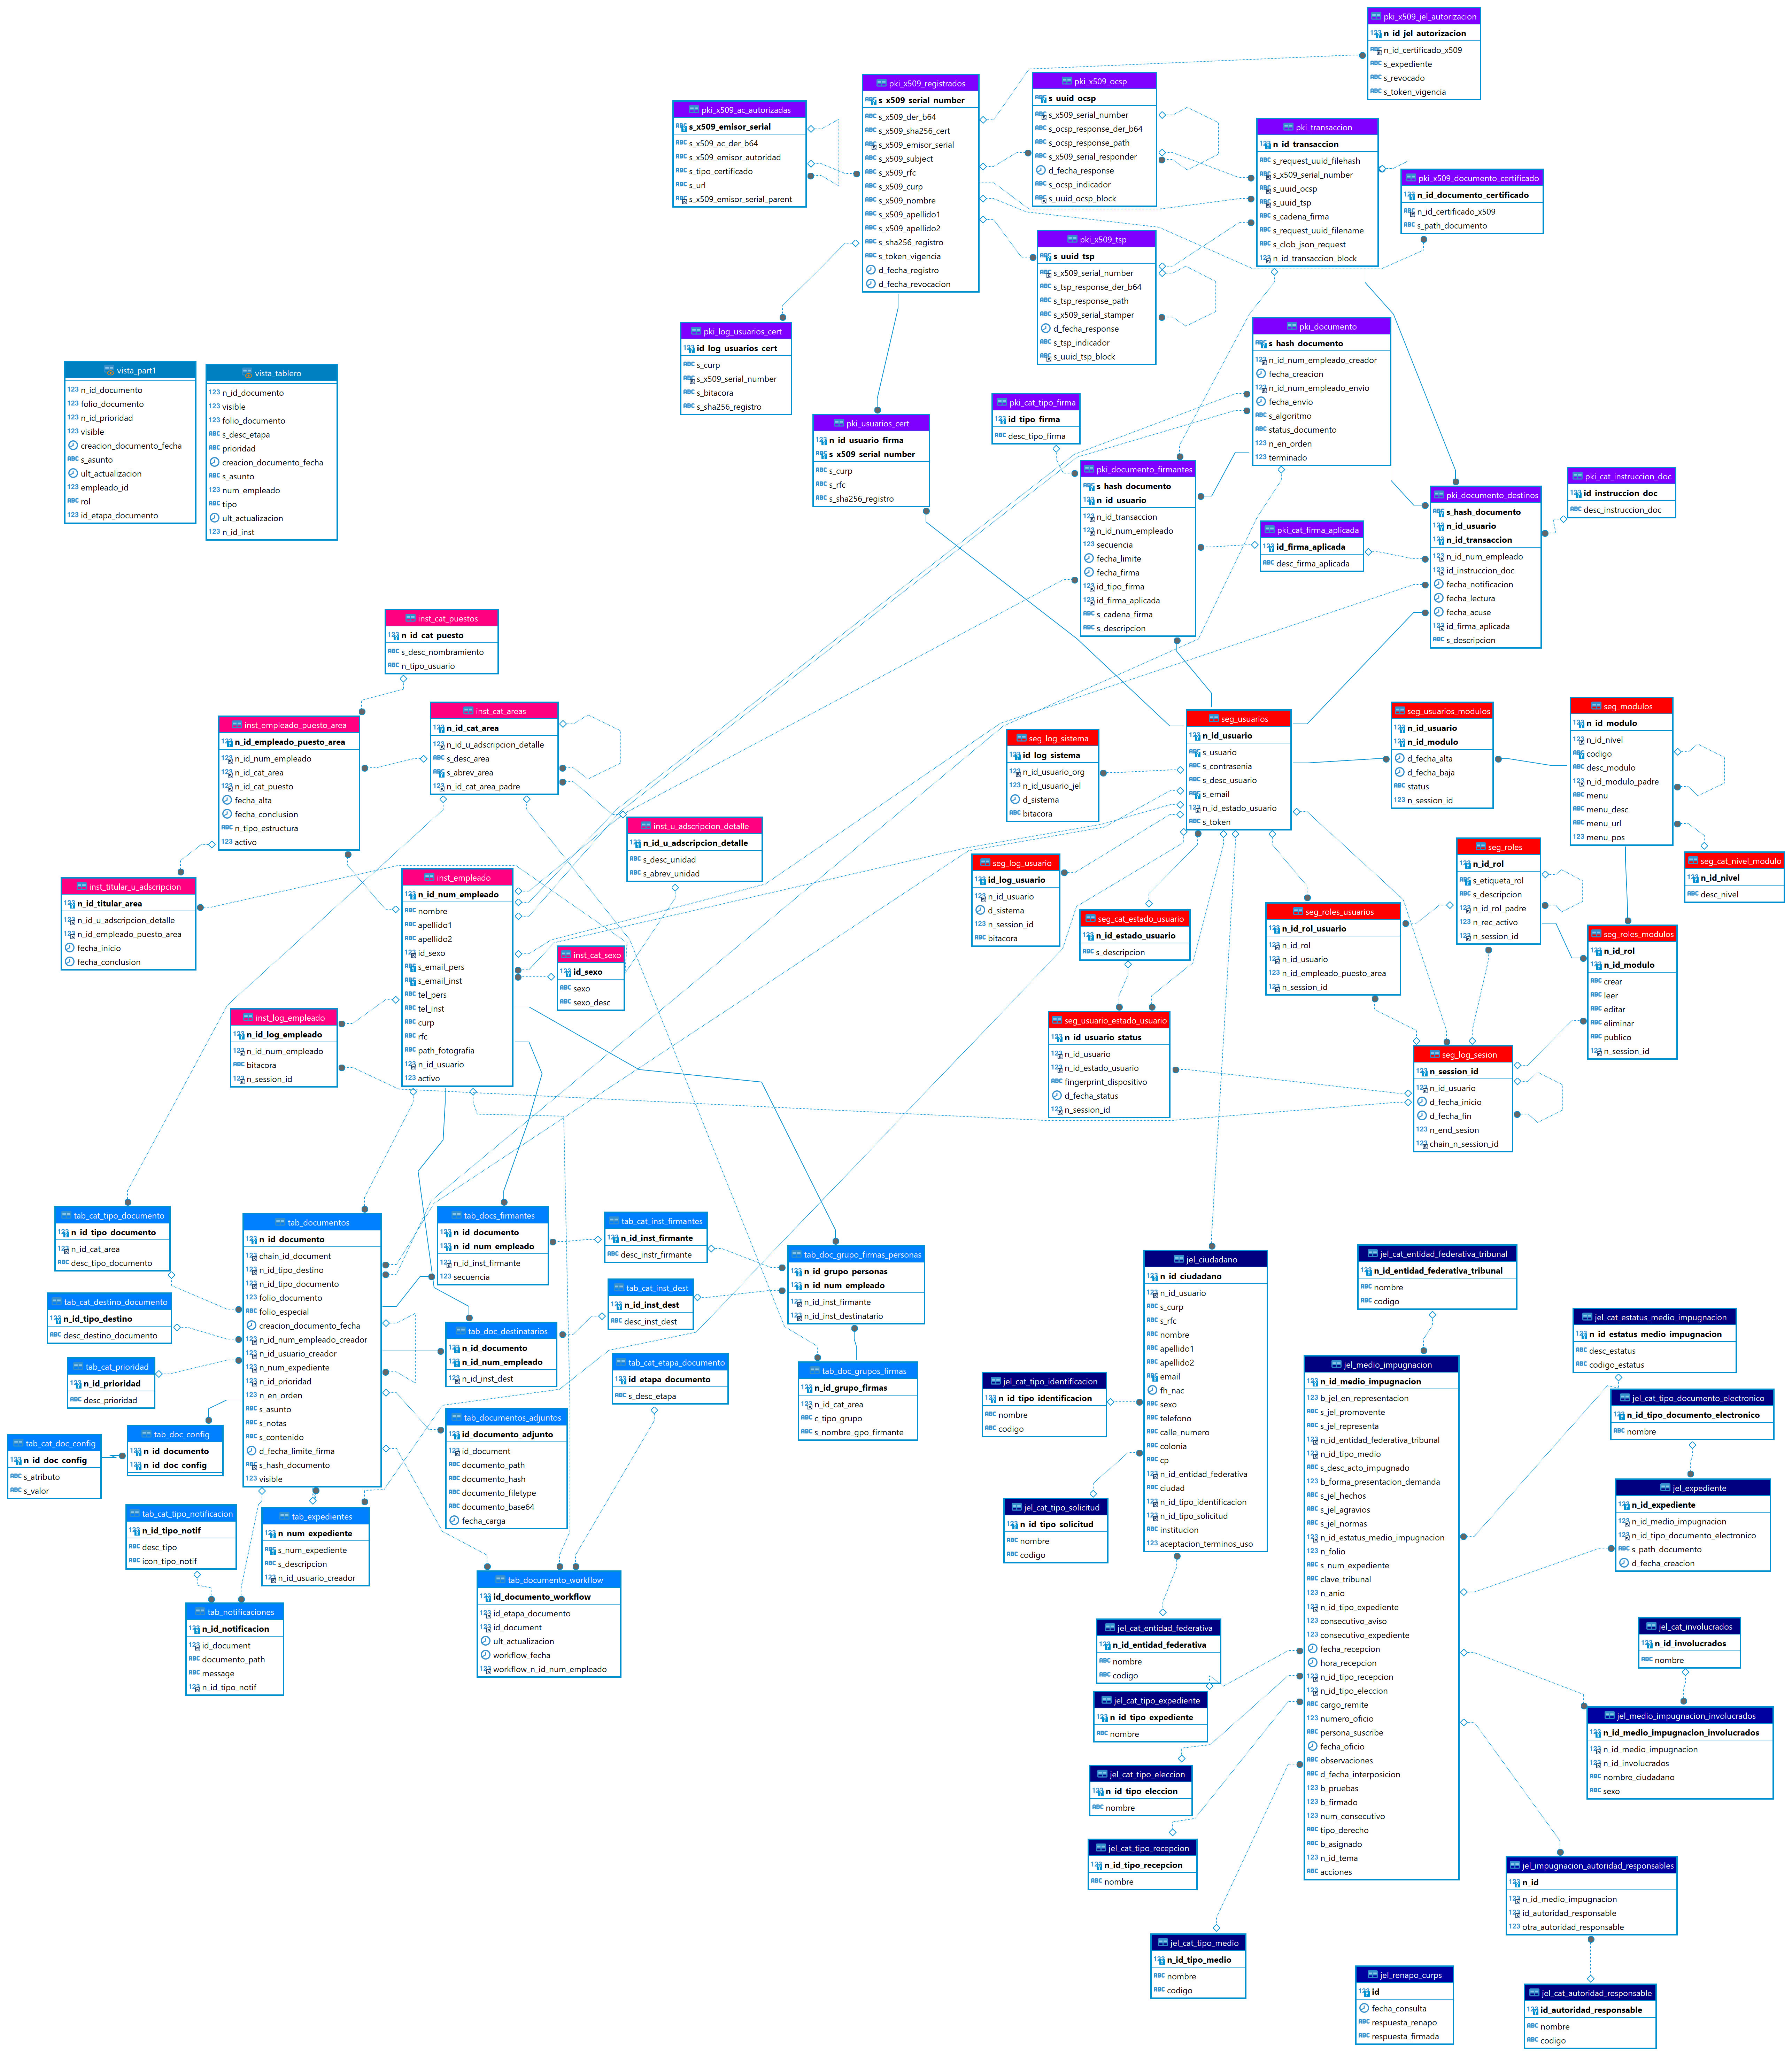 pki_x509_jel_autorizacion
n_id_jel_autorizacion
n_id_certificado_x509
s_expediente
s_revocado
s_token_vigencia
pki_x509_registrados
s_x509_serial_number
s_x509_der_b64
s_x509_sha256_cert
s_x509_emisor_serial
s_x509_subject
s_x509_rfc
s_x509_curp
s_x509_nombre
s_x509_apellido1
s_x509_apellido2
s_sha256_registro
s_token_vigencia
d_fecha_registro
d_fecha_revocacion
pki_x509_ocsp
s_uuid_ocsp
s_x509_serial_number
s_ocsp_response_der_b64
s_ocsp_response_path
s_x509_serial_responder
d_fecha_response
s_ocsp_indicador
s_uuid_ocsp_block
pki_x509_ac_autorizadas
s_x509_emisor_serial
s_x509_ac_der_b64
s_x509_emisor_autoridad
s_tipo_certificado
s_url
s_x509_emisor_serial_parent
pki_transaccion
n_id_transaccion
s_request_uuid_filehash
s_x509_serial_number
s_uuid_ocsp
s_uuid_tsp
s_cadena_firma
s_request_uuid_filename
s_clob_json_request
n_id_transaccion_block
pki_x509_documento_certificado
n_id_documento_certificado
n_id_certificado_x509
s_path_documento
pki_x509_tsp
s_uuid_tsp
s_x509_serial_number
s_tsp_response_der_b64
s_tsp_response_path
s_x509_serial_stamper
d_fecha_response
s_tsp_indicador
s_uuid_tsp_block
pki_log_usuarios_cert
id_log_usuarios_cert
s_curp
s_x509_serial_number
s_bitacora
s_sha256_registro
pki_documento
s_hash_documento
n_id_num_empleado_creador
fecha_creacion
n_id_num_empleado_envio
fecha_envio
s_algoritmo
status_documento
n_en_orden
terminado
vista_part1
n_id_documento
folio_documento
n_id_prioridad
visible
creacion_documento_fecha
s_asunto
ult_actualizacion
empleado_id
rol
id_etapa_documento
vista_tablero
n_id_documento
visible
folio_documento
s_desc_etapa
prioridad
creacion_documento_fecha
s_asunto
num_empleado
tipo
ult_actualizacion
n_id_inst
pki_cat_tipo_firma
id_tipo_firma
desc_tipo_firma
pki_usuarios_cert
n_id_usuario_firma
s_x509_serial_number
s_curp
s_rfc
s_sha256_registro
pki_documento_firmantes
s_hash_documento
n_id_usuario
n_id_transaccion
n_id_num_empleado
secuencia
fecha_limite
fecha_firma
id_tipo_firma
id_firma_aplicada
s_cadena_firma
s_descripcion
pki_cat_firma_aplicada
id_firma_aplicada
desc_firma_aplicada
pki_documento_destinos
s_hash_documento
n_id_usuario
n_id_transaccion
n_id_num_empleado
id_instruccion_doc
fecha_notificacion
fecha_lectura
fecha_acuse
id_firma_aplicada
s_descripcion
pki_cat_instruccion_doc
id_instruccion_doc
desc_instruccion_doc
inst_cat_puestos
n_id_cat_puesto
s_desc_nombramiento
n_tipo_usuario
inst_empleado_puesto_area
n_id_empleado_puesto_area
n_id_num_empleado
n_id_cat_area
n_id_cat_puesto
fecha_alta
fecha_conclusion
n_tipo_estructura
activo
inst_cat_areas
n_id_cat_area
n_id_u_adscripcion_detalle
s_desc_area
s_abrev_area
n_id_cat_area_padre
inst_u_adscripcion_detalle
n_id_u_adscripcion_detalle
s_desc_unidad
s_abrev_unidad
inst_titular_u_adscripcion
n_id_titular_area
n_id_u_adscripcion_detalle
n_id_empleado_puesto_area
fecha_inicio
fecha_conclusion
inst_empleado
n_id_num_empleado
nombre
apellido1
apellido2
id_sexo
s_email_pers
s_email_inst
tel_pers
tel_inst
curp
rfc
path_fotografia
n_id_usuario
activo
inst_cat_sexo
id_sexo
sexo
sexo_desc
inst_log_empleado
n_id_log_empleado
n_id_num_empleado
bitacora
n_session_id
seg_log_sistema
id_log_sistema
n_id_usuario_org
n_id_usuario_jel
d_sistema
bitacora
seg_usuarios
n_id_usuario
s_usuario
s_contrasenia
s_desc_usuario
s_email
n_id_estado_usuario
s_token
seg_usuarios_modulos
n_id_usuario
n_id_modulo
d_fecha_alta
d_fecha_baja
status
n_session_id
seg_modulos
n_id_modulo
n_id_nivel
codigo
desc_modulo
n_id_modulo_padre
menu
menu_desc
menu_url
menu_pos
seg_cat_nivel_modulo
n_id_nivel
desc_nivel
seg_log_usuario
id_log_usuario
n_id_usuario
d_sistema
n_session_id
bitacora
seg_cat_estado_usuario
n_id_estado_usuario
s_descripcion
seg_roles_usuarios
n_id_rol_usuario
n_id_rol
n_id_usuario
n_id_empleado_puesto_area
n_session_id
seg_roles
n_id_rol
s_etiqueta_rol
s_descripcion
n_id_rol_padre
n_rec_activo
n_session_id
seg_roles_modulos
n_id_rol
n_id_modulo
crear
leer
editar
eliminar
publico
n_session_id
seg_usuario_estado_usuario
n_id_usuario_status
n_id_usuario
n_id_estado_usuario
fingerprint_dispositivo
d_fecha_status
n_session_id
seg_log_sesion
n_session_id
n_id_usuario
d_fecha_inicio
d_fecha_fin
n_end_sesion
chain_n_session_id
tab_cat_tipo_documento
n_id_tipo_documento
n_id_cat_area
desc_tipo_documento
tab_cat_destino_documento
n_id_tipo_destino
desc_destino_documento
tab_cat_prioridad
n_id_prioridad
desc_prioridad
tab_cat_doc_config
n_id_doc_config
s_atributo
s_valor
tab_doc_config
n_id_documento
n_id_doc_config
tab_documentos
n_id_documento
chain_id_document
n_id_tipo_destino
n_id_tipo_documento
folio_documento
folio_especial
creacion_documento_fecha
n_id_num_empleado_creador
n_id_usuario_creador
n_num_expediente
n_id_prioridad
n_en_orden
s_asunto
s_notas
s_contenido
d_fecha_limite_firma
s_hash_documento
visible
tab_docs_firmantes
n_id_documento
n_id_num_empleado
n_id_inst_firmante
secuencia
tab_cat_inst_firmantes
n_id_inst_firmante
desc_instr_firmante
tab_cat_inst_dest
n_id_inst_dest
desc_inst_dest
tab_doc_grupo_firmas_personas
n_id_grupo_personas
n_id_num_empleado
n_id_inst_firmante
n_id_inst_destinatario
tab_doc_destinatarios
n_id_documento
n_id_num_empleado
n_id_inst_dest
tab_cat_etapa_documento
id_etapa_documento
s_desc_etapa
tab_doc_grupos_firmas
n_id_grupo_firmas
n_id_cat_area
c_tipo_grupo
s_nombre_gpo_firmante
tab_documentos_adjuntos
id_documento_adjunto
id_document
documento_path
documento_hash
documento_filetype
documento_base64
fecha_carga
tab_cat_tipo_notificacion
n_id_tipo_notif
desc_tipo
icon_tipo_notif
tab_expedientes
n_num_expediente
s_num_expediente
s_descripcion
n_id_usuario_creador
tab_notificaciones
n_id_notificacion
id_document
documento_path
message
n_id_tipo_notif
tab_documento_workflow
id_documento_workflow
id_etapa_documento
id_document
ult_actualizacion
workflow_fecha
workflow_n_id_num_empleado
jel_ciudadano
n_id_ciudadano
n_id_usuario
s_curp
s_rfc
nombre
apellido1
apellido2
email
fh_nac
sexo
telefono
calle_numero
colonia
cp
n_id_entidad_federativa
ciudad
n_id_tipo_identificacion
n_id_tipo_solicitud
institucion
aceptacion_terminos_uso
jel_cat_tipo_identificacion
n_id_tipo_identificacion
nombre
codigo
jel_cat_tipo_solicitud
n_id_tipo_solicitud
nombre
codigo
jel_cat_entidad_federativa_tribunal
n_id_entidad_federativa_tribunal
nombre
codigo
jel_cat_estatus_medio_impugnacion
n_id_estatus_medio_impugnacion
desc_estatus
codigo_estatus
jel_medio_impugnacion
n_id_medio_impugnacion
b_jel_en_representacion
s_jel_promovente
s_jel_representa
n_id_entidad_federativa_tribunal
n_id_tipo_medio
s_desc_acto_impugnado
b_forma_presentacion_demanda
s_jel_hechos
s_jel_agravios
s_jel_normas
n_id_estatus_medio_impugnacion
n_folio
s_num_expediente
clave_tribunal
n_anio
n_id_tipo_expediente
consecutivo_aviso
consecutivo_expediente
fecha_recepcion
hora_recepcion
n_id_tipo_recepcion
n_id_tipo_eleccion
cargo_remite
numero_oficio
persona_suscribe
fecha_oficio
observaciones
d_fecha_interposicion
b_pruebas
b_firmado
num_consecutivo
tipo_derecho
b_asignado
n_id_tema
acciones
jel_cat_tipo_documento_electronico
n_id_tipo_documento_electronico
nombre
jel_expediente
n_id_expediente
n_id_medio_impugnacion
n_id_tipo_documento_electronico
s_path_documento
d_fecha_creacion
jel_cat_entidad_federativa
n_id_entidad_federativa
nombre
codigo
jel_cat_tipo_expediente
n_id_tipo_expediente
nombre
jel_cat_tipo_eleccion
n_id_tipo_eleccion
nombre
jel_cat_tipo_recepcion
n_id_tipo_recepcion
nombre
jel_cat_involucrados
n_id_involucrados
nombre
jel_medio_impugnacion_involucrados
n_id_medio_impugnacion_involucrados
n_id_medio_impugnacion
n_id_involucrados
nombre_ciudadano
sexo
jel_impugnacion_autoridad_responsables
n_id
n_id_medio_impugnacion
id_autoridad_responsable
otra_autoridad_responsable
jel_cat_tipo_medio
n_id_tipo_medio
nombre
codigo
jel_renapo_curps
id
fecha_consulta
respuesta_renapo
respuesta_firmada
jel_cat_autoridad_responsable
id_autoridad_responsable
nombre
codigo